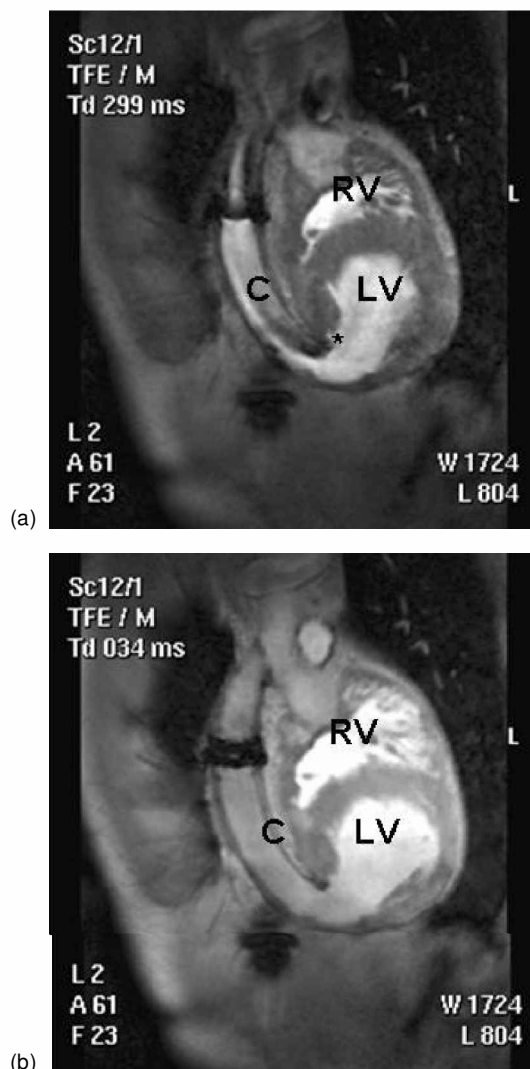 Sc12/1
TFE / M
Td 299 ms
RV
L
C
LV
*
L 2
A 61
F 23
W 1724
L 804
(a)
Sc12/1
TFE / M
Td 034 ms
RV
L
C
LV
L 2
A 61
F 23
W 1724
L 804
(b)